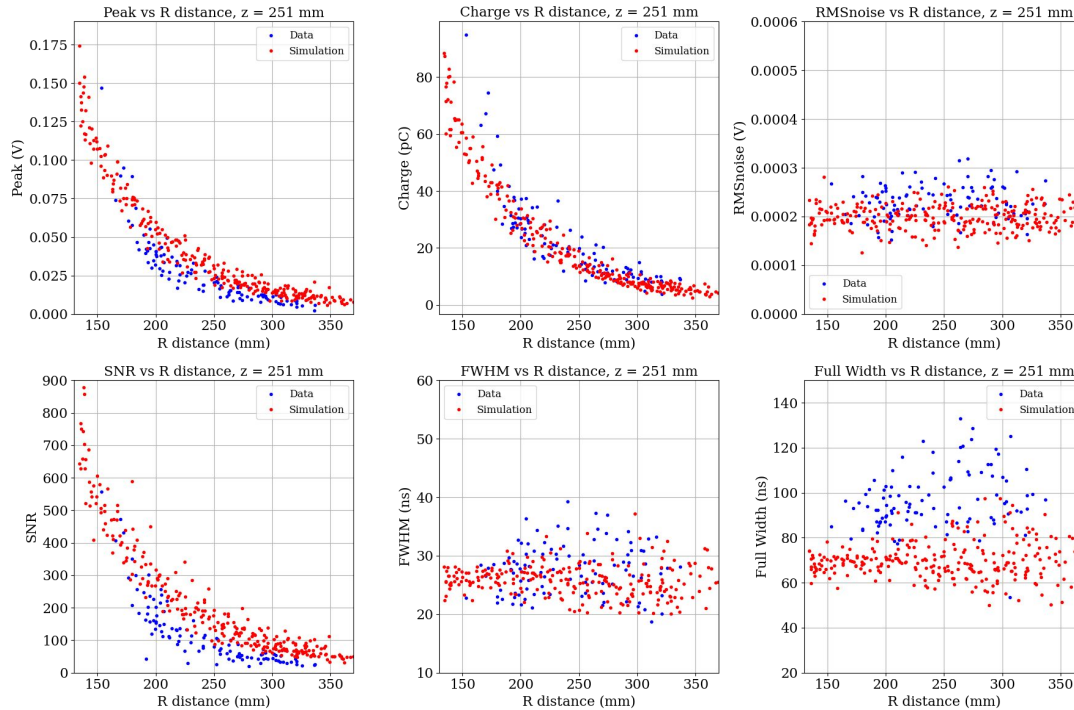 Peak vs R distance, z = 251 mm
Peak (V)
0.175
0.150
0.125
0.100
0.075
0.050
0.025
0.000
Data
Simulation
150 200 250 300 350
R distance (mm)
Charge vs R distance, z = 251 mm
Charge (pC)
80
60
40
20
0
Data
Simulation
150 200 250 300 350
R distance (mm)
RMSnoise vs R distance, z = 251 mm
RMSnoise (V)
0.0006
0.0005
0.0004
0.0003
0.0002
0.0001
0.0000
Data
Simulation
150 200 250 300 350
R distance (mm)
SNR vs R distance, z = 251 mm
SNR
900
800
700
600
500
400
300
200
100
0
Data
Simulation
150 200 250 300 350
R distance (mm)
FWHM vs R distance, z = 251 mm
FWHM (ns)
60
50
40
30
20
10
Data
Simulation
150 200 250 300 350
R distance (mm)
Full Width vs R distance, z = 251 mm
Full Width (ns)
140
120
100
80
60
40
20
Data
Simulation
150 200 250 300 350
R distance (mm)